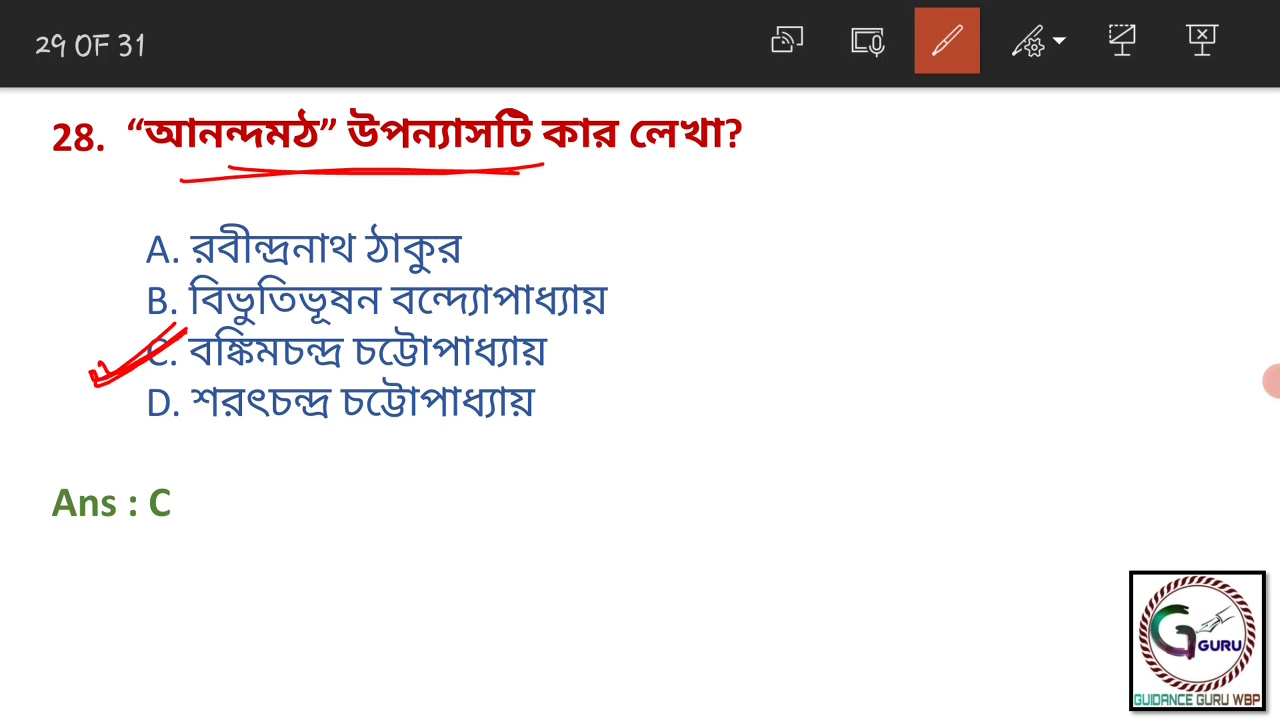 29 OF 31
28. “আনন্দমঠ” উপন্যাসটি কার লেখা?
A. রবীন্দ্রনাথ ঠাকুর
B. বিভুতিভূষন বন্দ্যোপাধ্যায়
C. বঙ্কিমচন্দ্র চট্টোপাধ্যায়
D. শরৎচন্দ্র চট্টোপাধ্যায়
Ans : C
G GURU
GUIDANCE GURU WBP